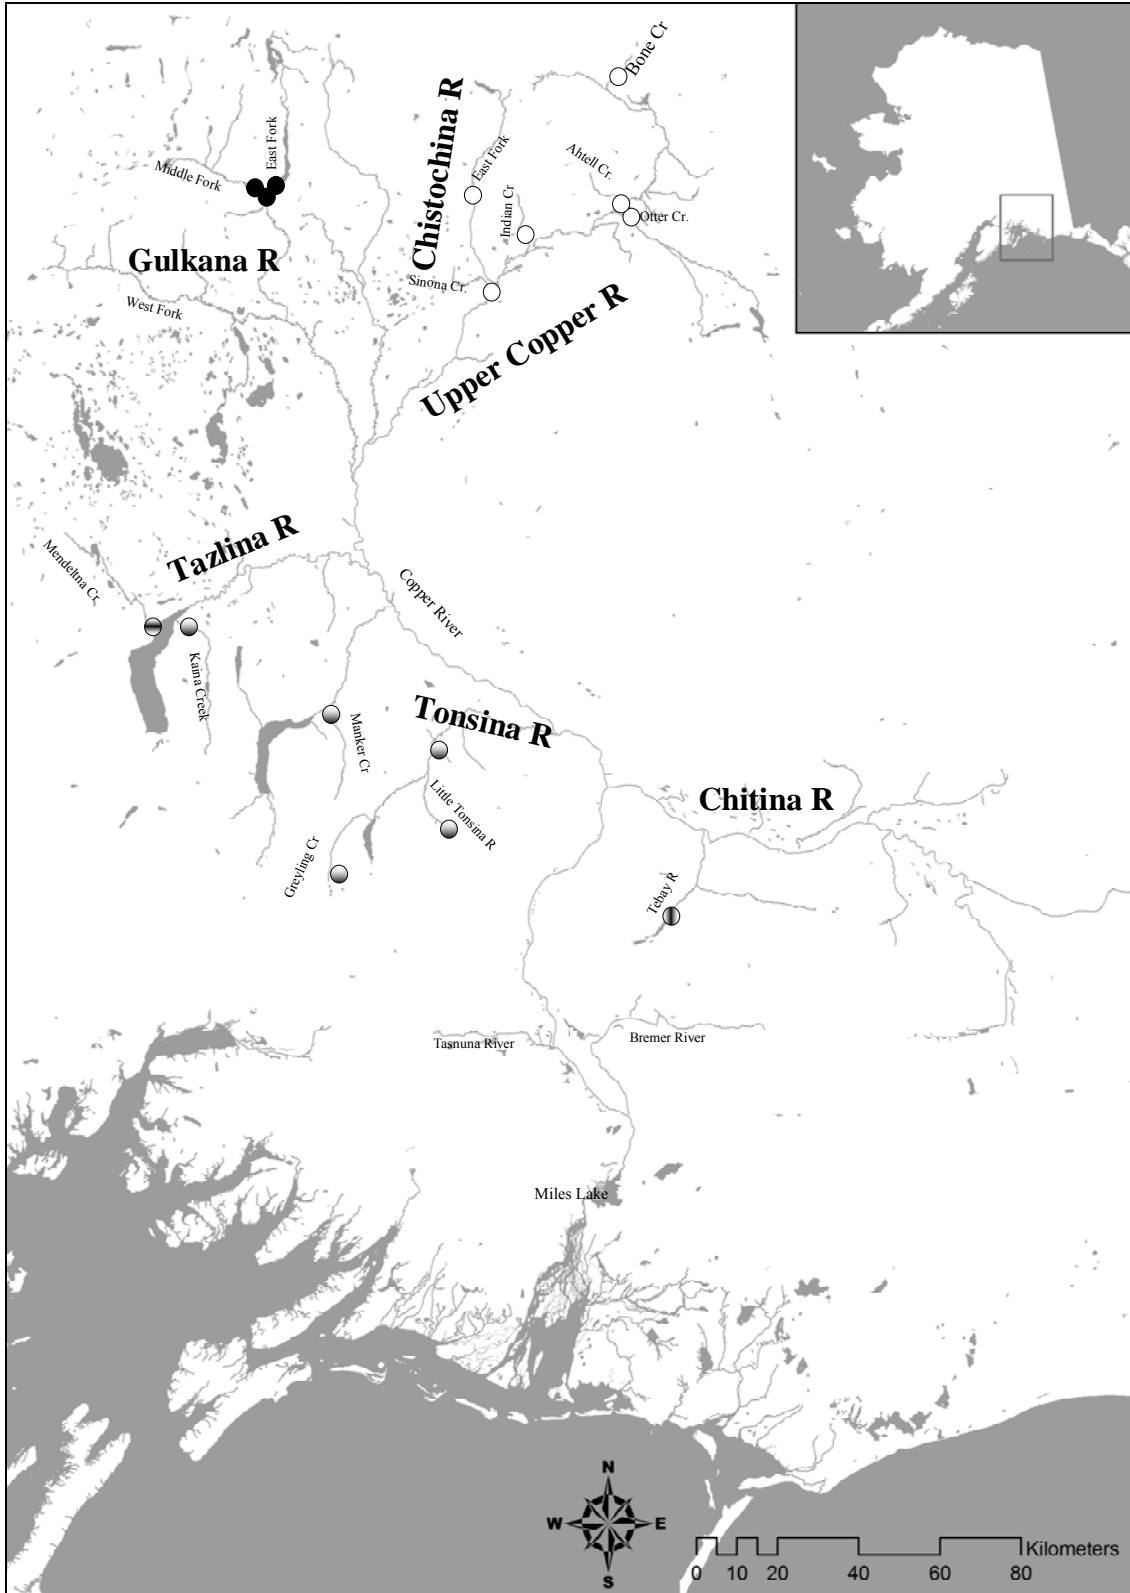 Bone Cr
Chistochina R
East Fork
East Fork
Ahtell Cr.
Middle Fork
Indian Cr
Otter Cr.
Gulkana R
Sinona Cr.
West Fork
Upper Copper R
Tazlina R
Mendeltna Cr.
Copper River
Kaina Creek
Tonsina R
Manker Cr
Little Tonsina R
Chitina R
Greyling Cr
Tebay R
Tasnuna River
Bremer River
Miles Lake
N
W E
S
Kilometers
0 10 20 40 60 80